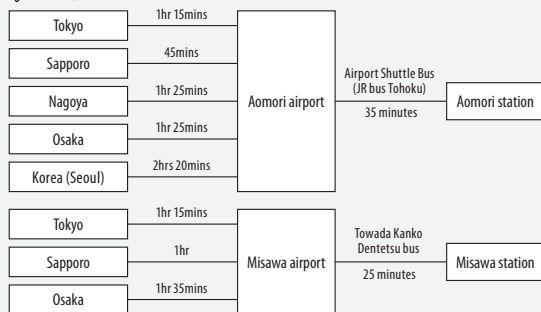 Tokyo
1hr 15mins
Sapporo
45mins
Nagoya
1hr 25mins
Osaka
1hr 25mins
Korea (Seoul)
2hrs 20mins
Aomori airport
Airport Shuttle Bus
(JR bus Tohoku)
35 minutes
Aomori station
Tokyo
1hr 15mins
Sapporo
1hr
Osaka
1hr 35mins
Misawa airport
Towada Kanko
Dentetsu bus
25 minutes
Misawa station